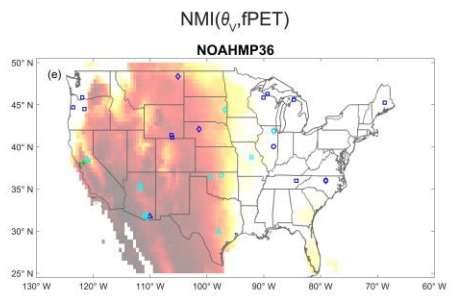 NMI(θV,fPET)
NOAHMP36
(e)
50° N
45° N
40° N
35° N
30° N
25° N
130° W 120° W 110° W 100° W 90° W 80° W 70° W 60° W